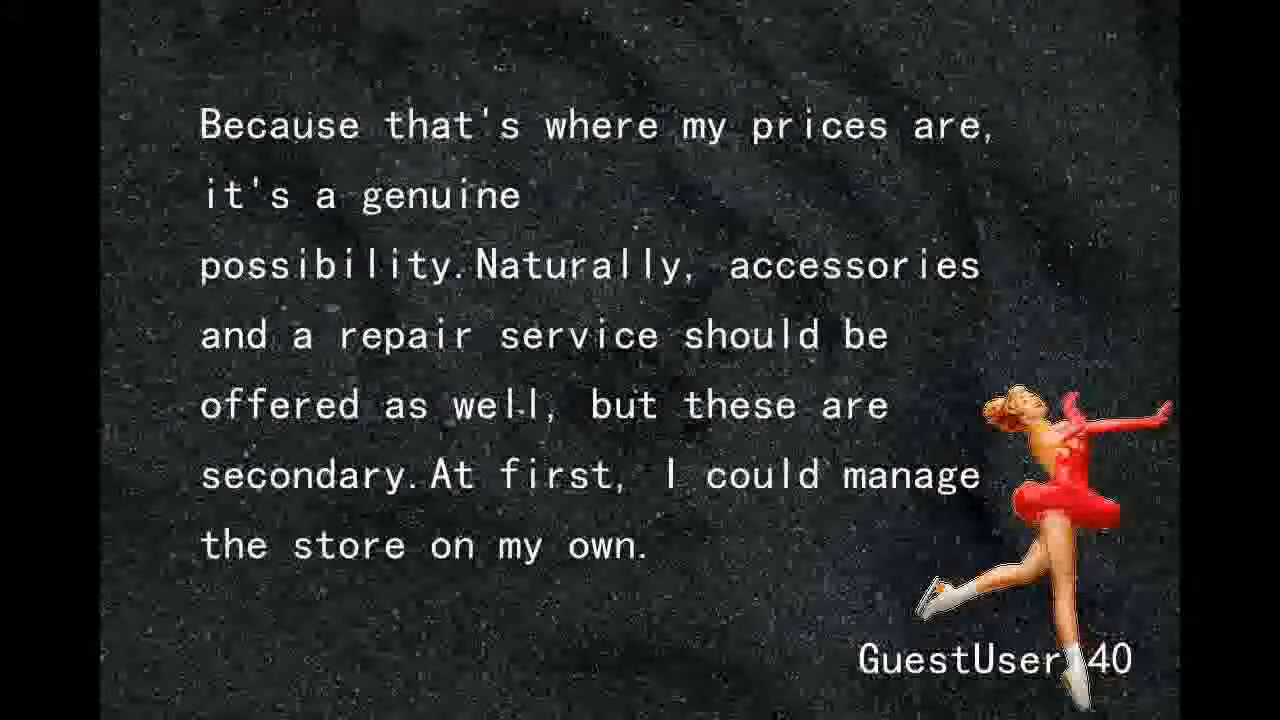 Because that's where my prices are,
it's a genuine
possibility.Naturally, accessories
and a repair service should be
offered as well, but these are
secondary.At first, I could manage
the store on my own.
GuestUser 40